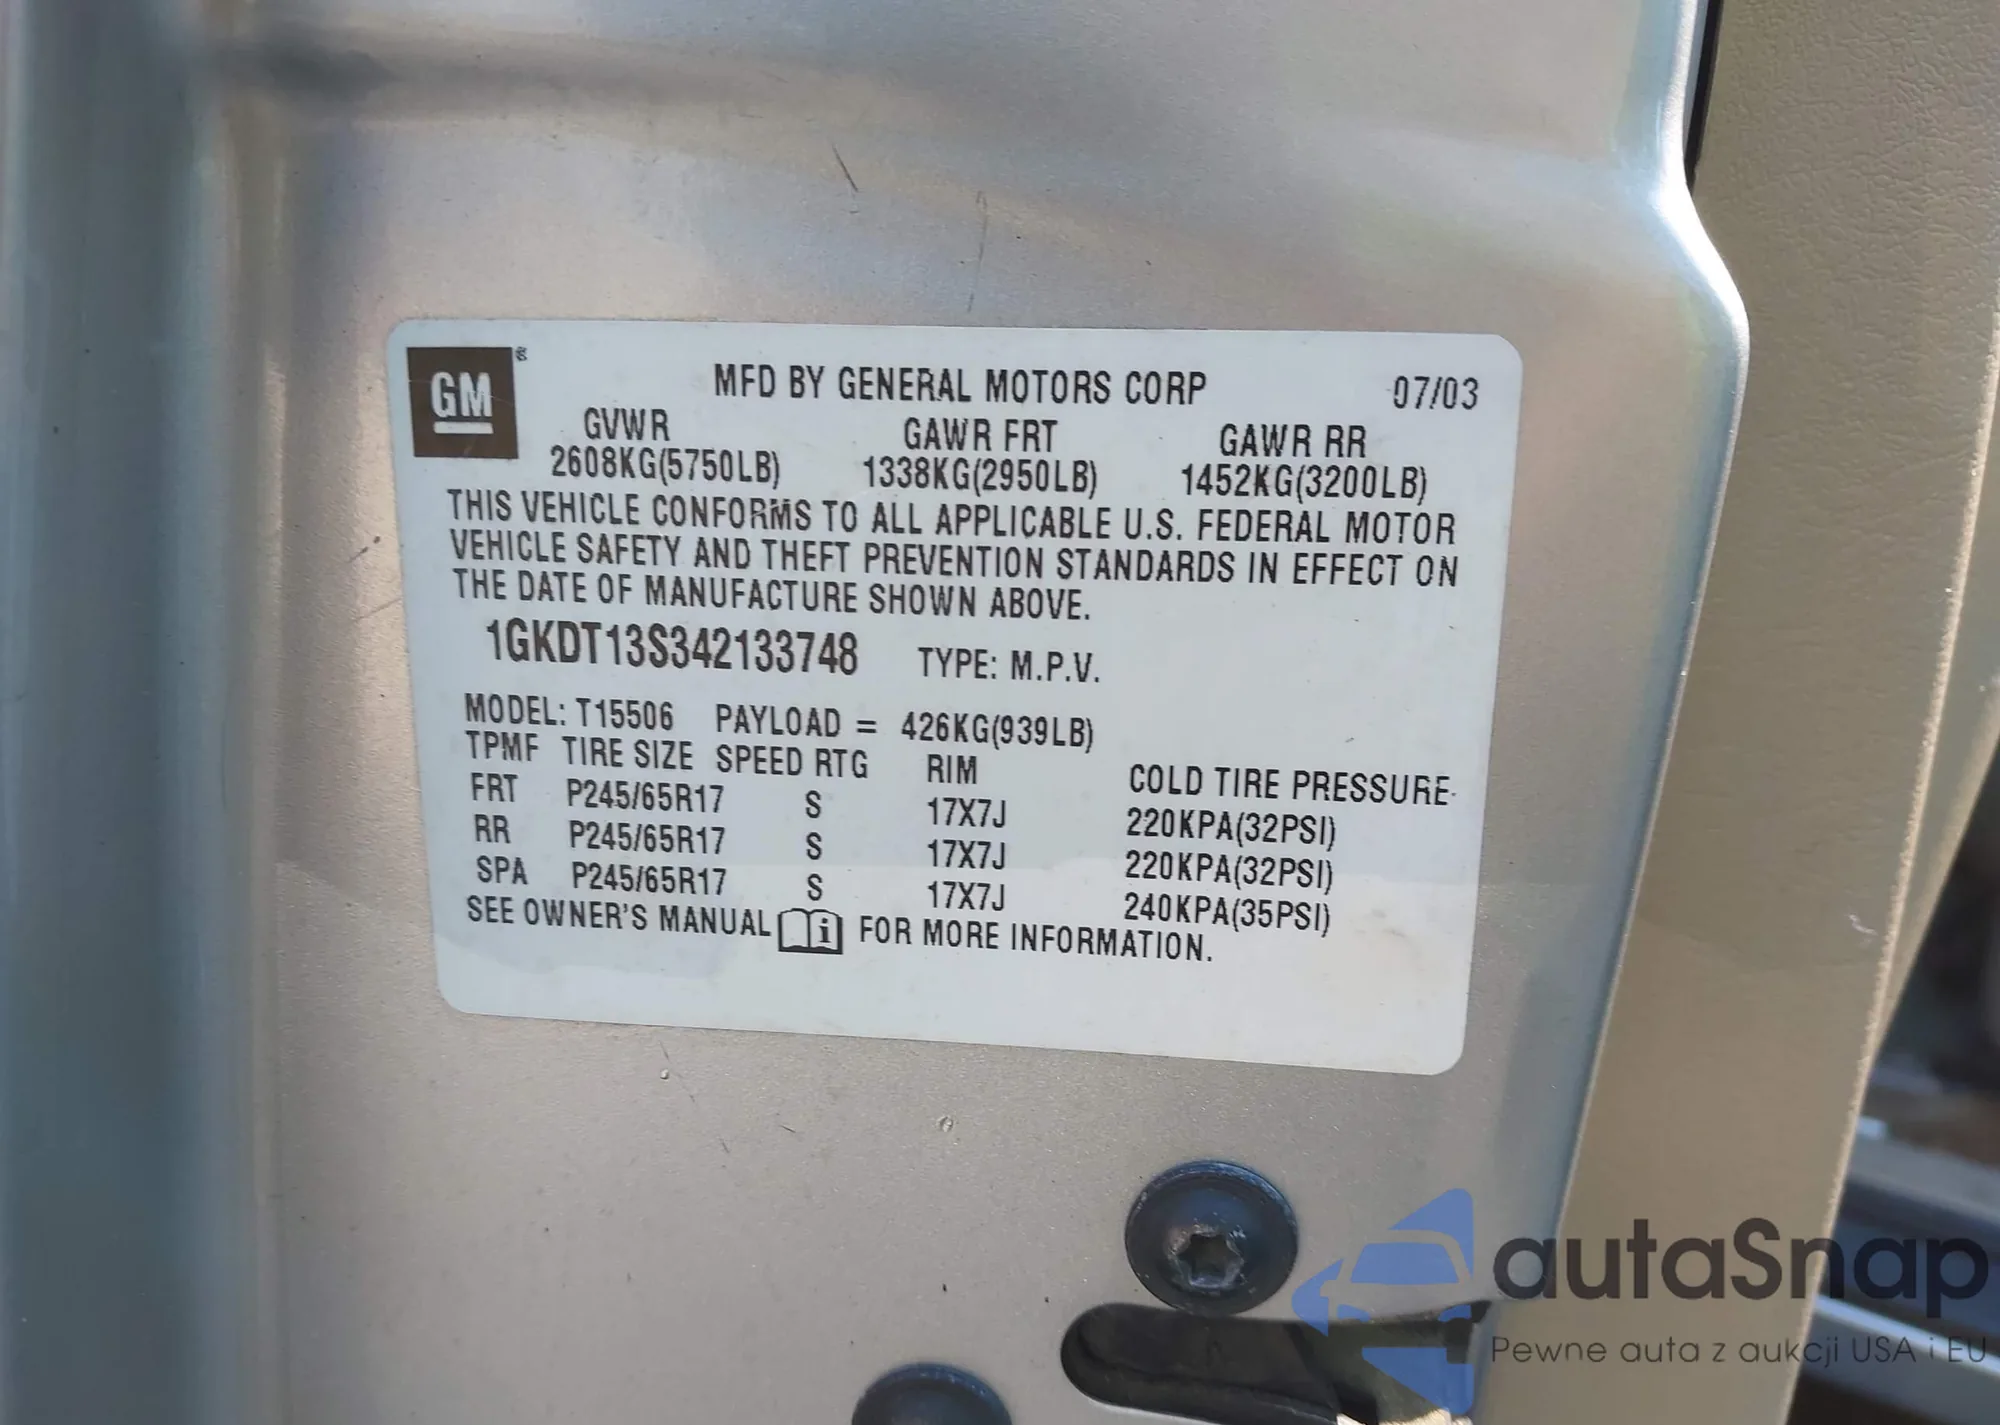 GM®
MFD BY GENERAL MOTORS CORP 07/03
GVWR GAWR FRT GAWR RR
2608KG(5750LB) 1338KG(2950LB) 1452KG(3200LB)
THIS VEHICLE CONFORMS TO ALL APPLICABLE U.S. FEDERAL MOTOR
VEHICLE SAFETY AND THEFT PREVENTION STANDARDS IN EFFECT ON
THE DATE OF MANUFACTURE SHOWN ABOVE.
1GKDT13S342133748 TYPE: M.P.V.
MODEL: T15506 PAYLOAD = 426KG(939LB)
TPMF TIRE SIZE SPEED RTG RIM COLD TIRE PRESSURE
FRT P245/65R17 S 17X7J 220KPA(32PSI)
RR P245/65R17 S 17X7J 220KPA(32PSI)
SPA P245/65R17 S 17X7J 240KPA(35PSI)
SEE OWNER'S MANUAL i FOR MORE INFORMATION.
autaSnap
Pewne auta z aukcji USA i EU